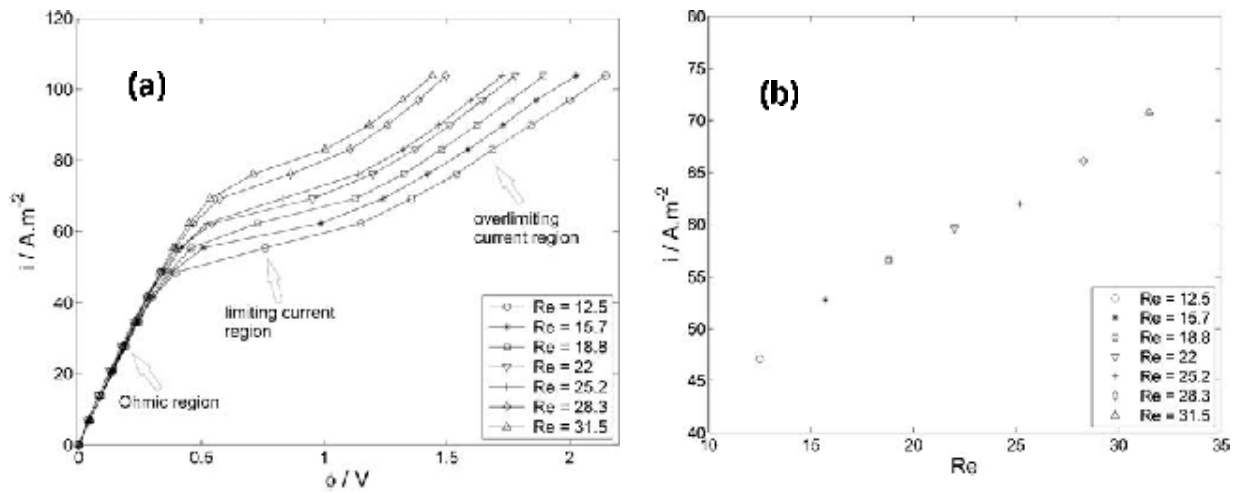 120
100
80
60
40
20
0
0
0.5
1
1.5
2
i / A.m⁻²
ϕ / V
(a)
overlimiting
current region
limiting current
region
Ohmic region
Re = 12.5
Re = 15.7
Re = 18.8
Re = 22
Re = 25.2
Re = 28.3
Re = 31.5
80
75
70
65
60
55
50
45
40
10
15
20
25
30
35
i / A.m⁻²
Re
(b)
Re = 12.5
Re = 15.7
Re = 18.8
Re = 22
Re = 25.2
Re = 28.3
Re = 31.5